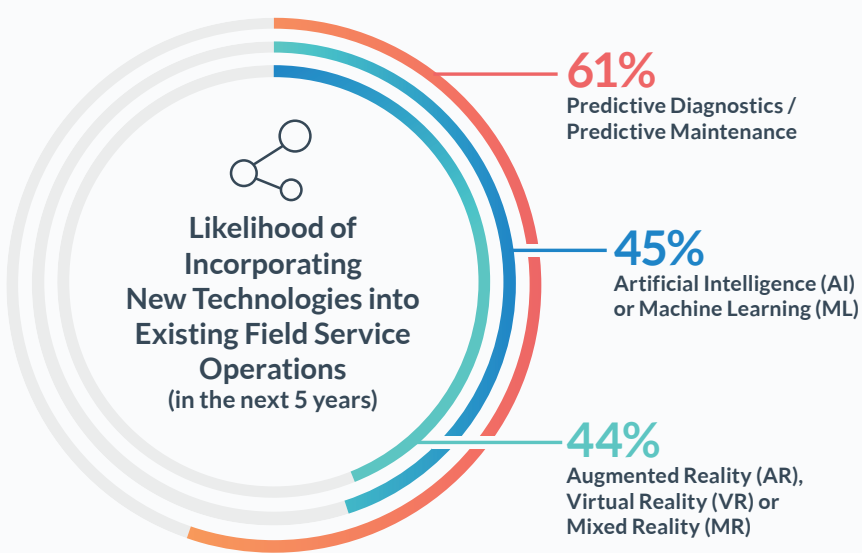 Likelihood of
Incorporating
New Technologies into
Existing Field Service
Operations
(in the next 5 years)
61%
Predictive Diagnostics /
Predictive Maintenance
45%
Artificial Intelligence (AI)
or Machine Learning (ML)
44%
Augmented Reality (AR),
Virtual Reality (VR) or
Mixed Reality (MR)